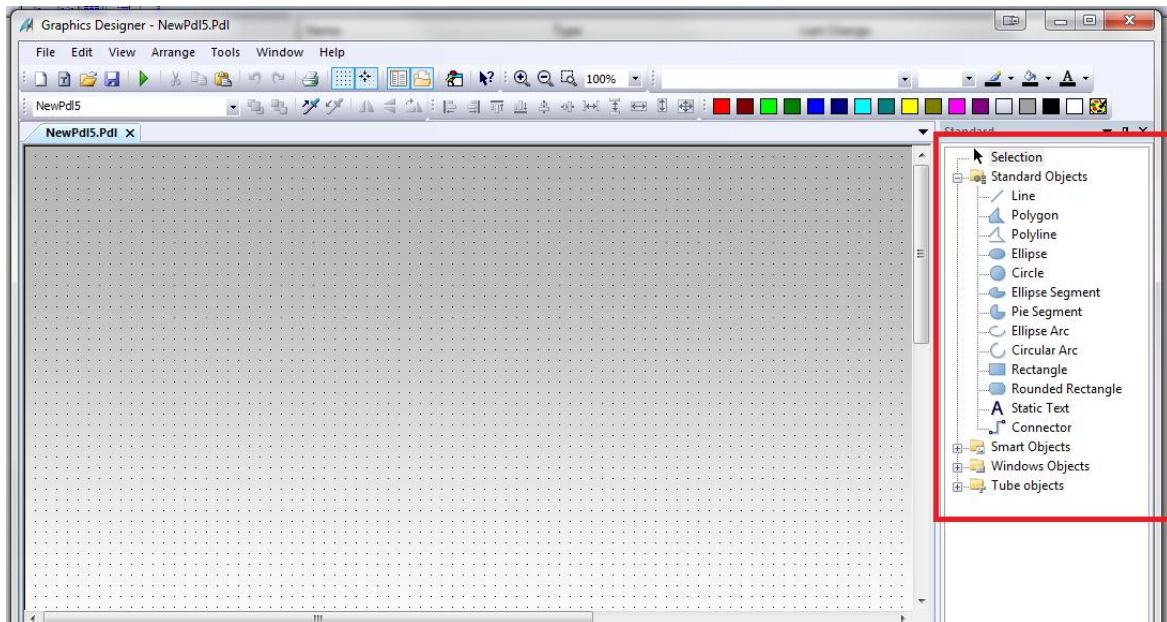 Graphics Designer - NewPdl5.Pdl
File Edit View Arrange Tools Window Help
100%
NewPdl5
NewPdl5.Pdl X
Standard
Selection
Standard Objects
Line
Polygon
Polyline
Ellipse
Circle
Ellipse Segment
Pie Segment
Ellipse Arc
Circular Arc
Rectangle
Rounded Rectangle
A Static Text
Connector
Smart Objects
Windows Objects
Tube objects